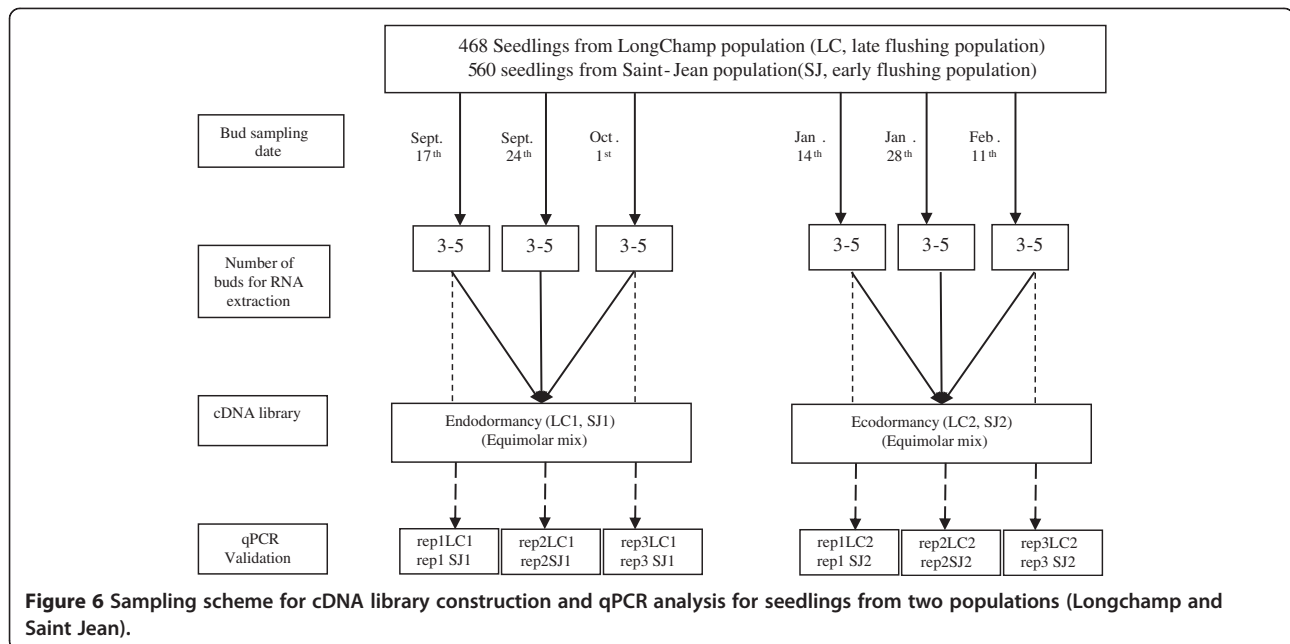 468 Seedlings from LongChamp population (LC, late flushing population)
560 seedlings from Saint-Jean population(SJ, early flushing population)
Bud sampling
date
Sept.
17th
Sept.
24th
Oct .
1st
Jan .
14th
Jan .
28th
Feb .
11th
Number of
buds for RNA
extraction
3-5
3-5
3-5
3-5
3-5
3-5
cDNA library
Endodormancy (LC1, SJ1)
(Equimolar mix)
Ecodormancy (LC2, SJ2)
(Equimolar mix)
qPCR
Validation
rep1LC1
rep1 SJ1
rep2LC1
rep2SJ1
rep3LC1
rep3 SJ1
rep1LC2
rep1 SJ2
rep2LC2
rep2SJ2
rep3LC2
rep3 SJ2
Figure 6 Sampling scheme for cDNA library construction and qPCR analysis for seedlings from two populations (Longchamp and
Saint Jean).